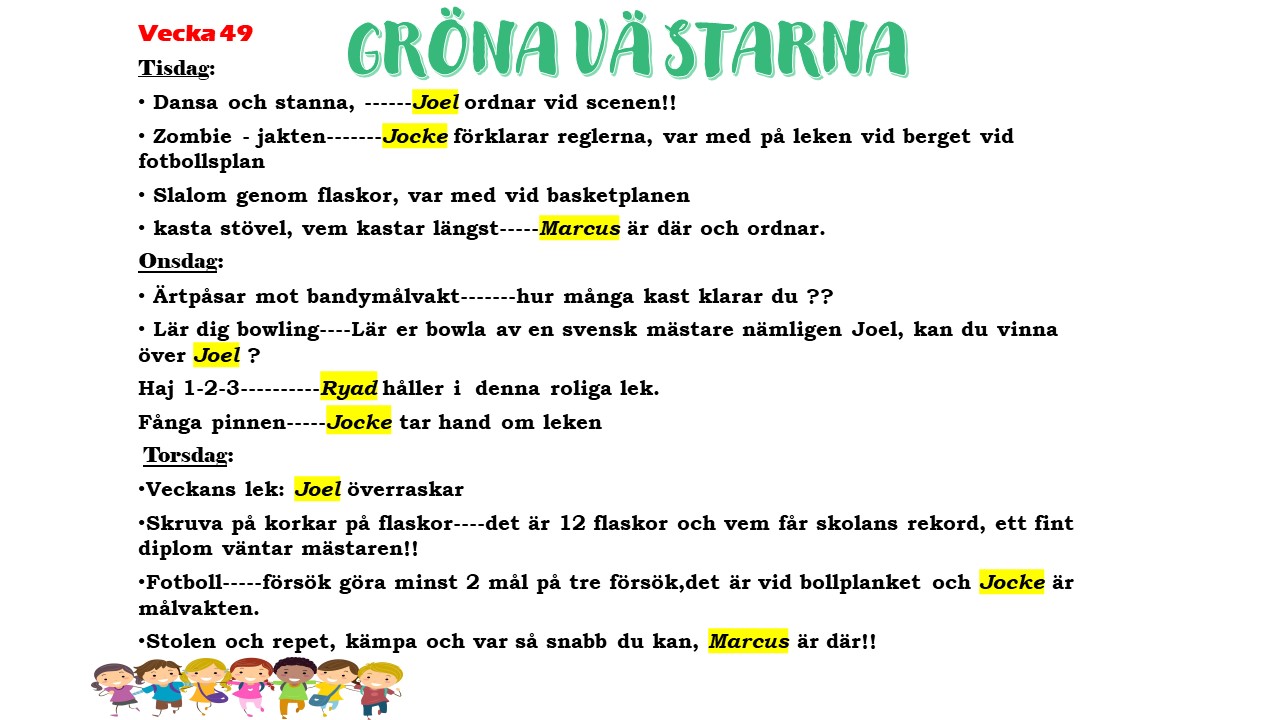 Vecka 49
GRÖNA VÄSTARNA
Tisdag:
• Dansa och stanna, ------Joel ordnar vid scenen!!
• Zombie - jakten-------Jocke förklarar reglerna, var med på leken vid berget vid
fotbollsplan
• Slalom genom flaskor, var med vid basketplanen
• kasta stövel, vem kastar längst-----Marcus är där och ordnar.
Onsdag:
• Ärtpåsar mot bandymålvakt-------hur många kast klarar du ??
• Lär dig bowling----Lär er bowla av en svensk mästare nämligen Joel, kan du vinna
över Joel ?
Haj 1-2-3----------Ryad håller i denna roliga lek.
Fånga pinnen-----Jocke tar hand om leken
Torsdag:
•Veckans lek: Joel överraskar
•Skruva på korkar på flaskor----det är 12 flaskor och vem får skolans rekord, ett fint
diplom väntar mästaren!!
•Fotboll-----försök göra minst 2 mål på tre försök,det är vid bollplanket och Jocke är
målvakten.
•Stolen och repet, kämpa och var så snabb du kan, Marcus är där!!